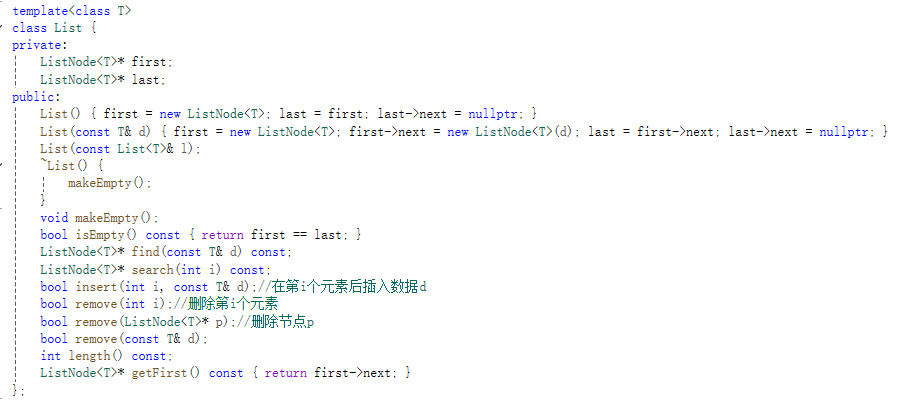 template<class T>
class List {
private:
    ListNode<T>* first;
    ListNode<T>* last;
public:
    List() { first = new ListNode<T>; last = first; last->next = nullptr; }
    List(const T& d) { first = new ListNode<T>; first->next = new ListNode<T>(d); last = first->next; last->next = nullptr; }
    List(const List<T>& l);
    ~List() {
        makeEmpty();
    }
    void makeEmpty();
    bool isEmpty() const { return first == last; }
    ListNode<T>* find(const T& d) const;
    ListNode<T>* search(int i) const;
    bool insert(int i, const T& d);//在第i个元素后插入数据d
    bool remove(int i);//删除第i个元素
    bool remove(ListNode<T>* p);//删除节点p
    bool remove(const T& d);
    int length() const;
    ListNode<T>* getFirst() const { return first->next; }
};